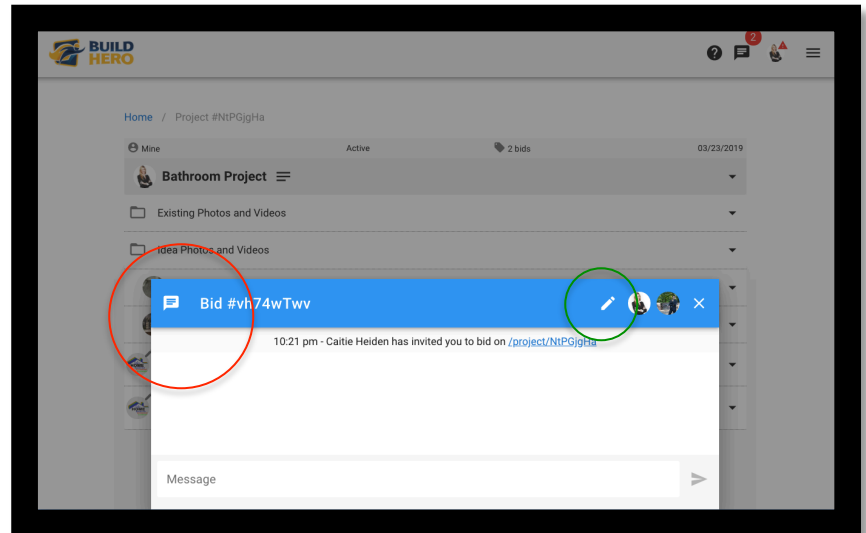 BUILD
HERO
2
Home / Project #NtPGjgHa
Mine Active 2 bids 03/23/2019
Bathroom Project
Existing Photos and Videos
Idea Photos and Videos
Bid #vh74wTwv
10:21 pm - Caitie Heiden has invited you to bid on /project/NtPGjgHa
Message